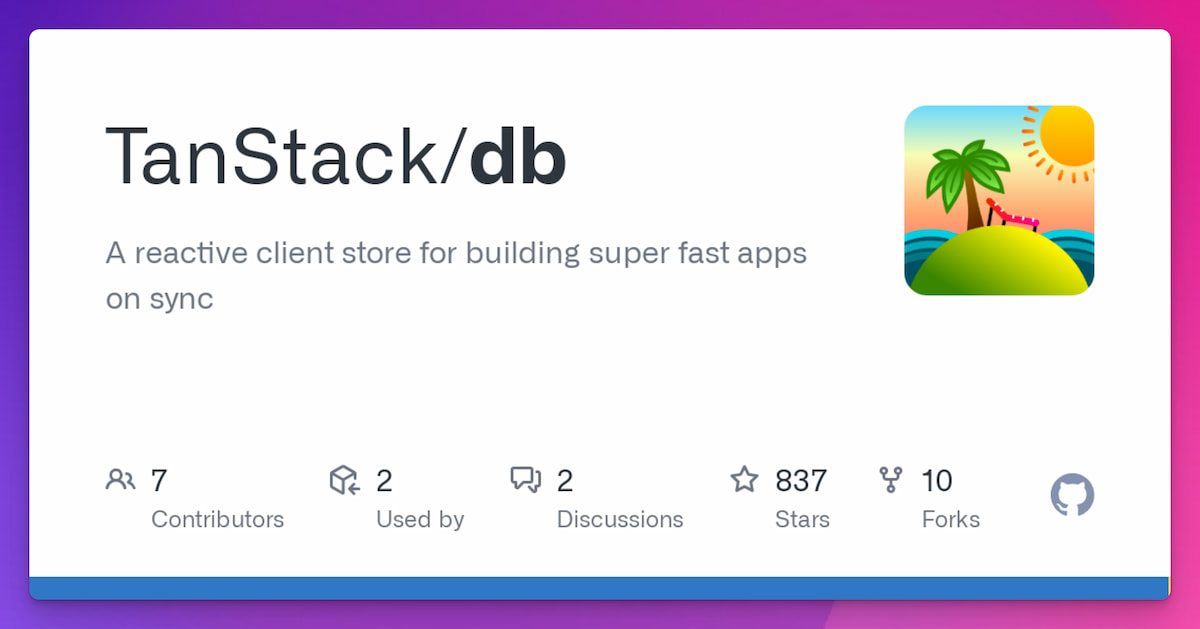 TanStack/db
A reactive client store for building super fast apps
on sync
7
Contributors
2
Used by
2
Discussions
837
Stars
10
Forks